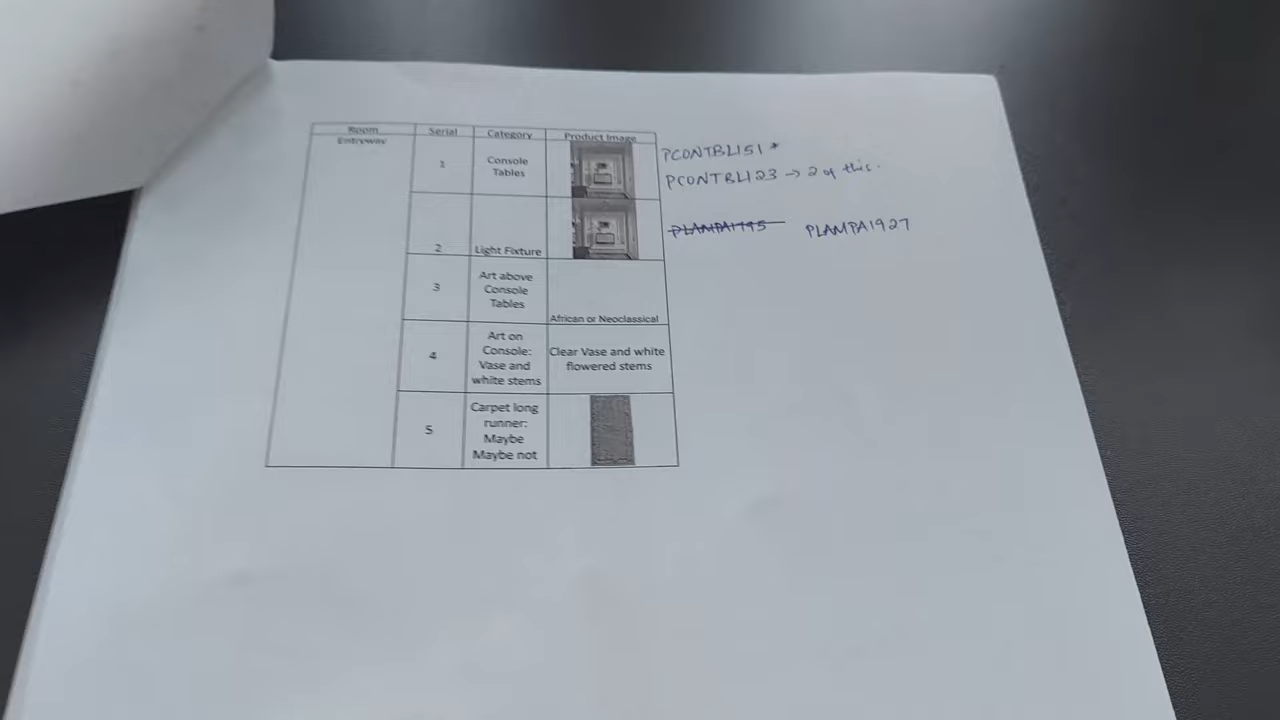 Room Serial Category Product Image
Entryway
1 Console Tables PCONTBL151 *
PCONTBL123 → 2 of this.
2 Light Fixture PLAMPA1795 PLAMPA1927
3 Art above Console Tables African or Neoclassical
4 Art on Console: Vase and white stems Clear Vase and white flowered stems
5 Carpet long runner: Maybe Maybe not